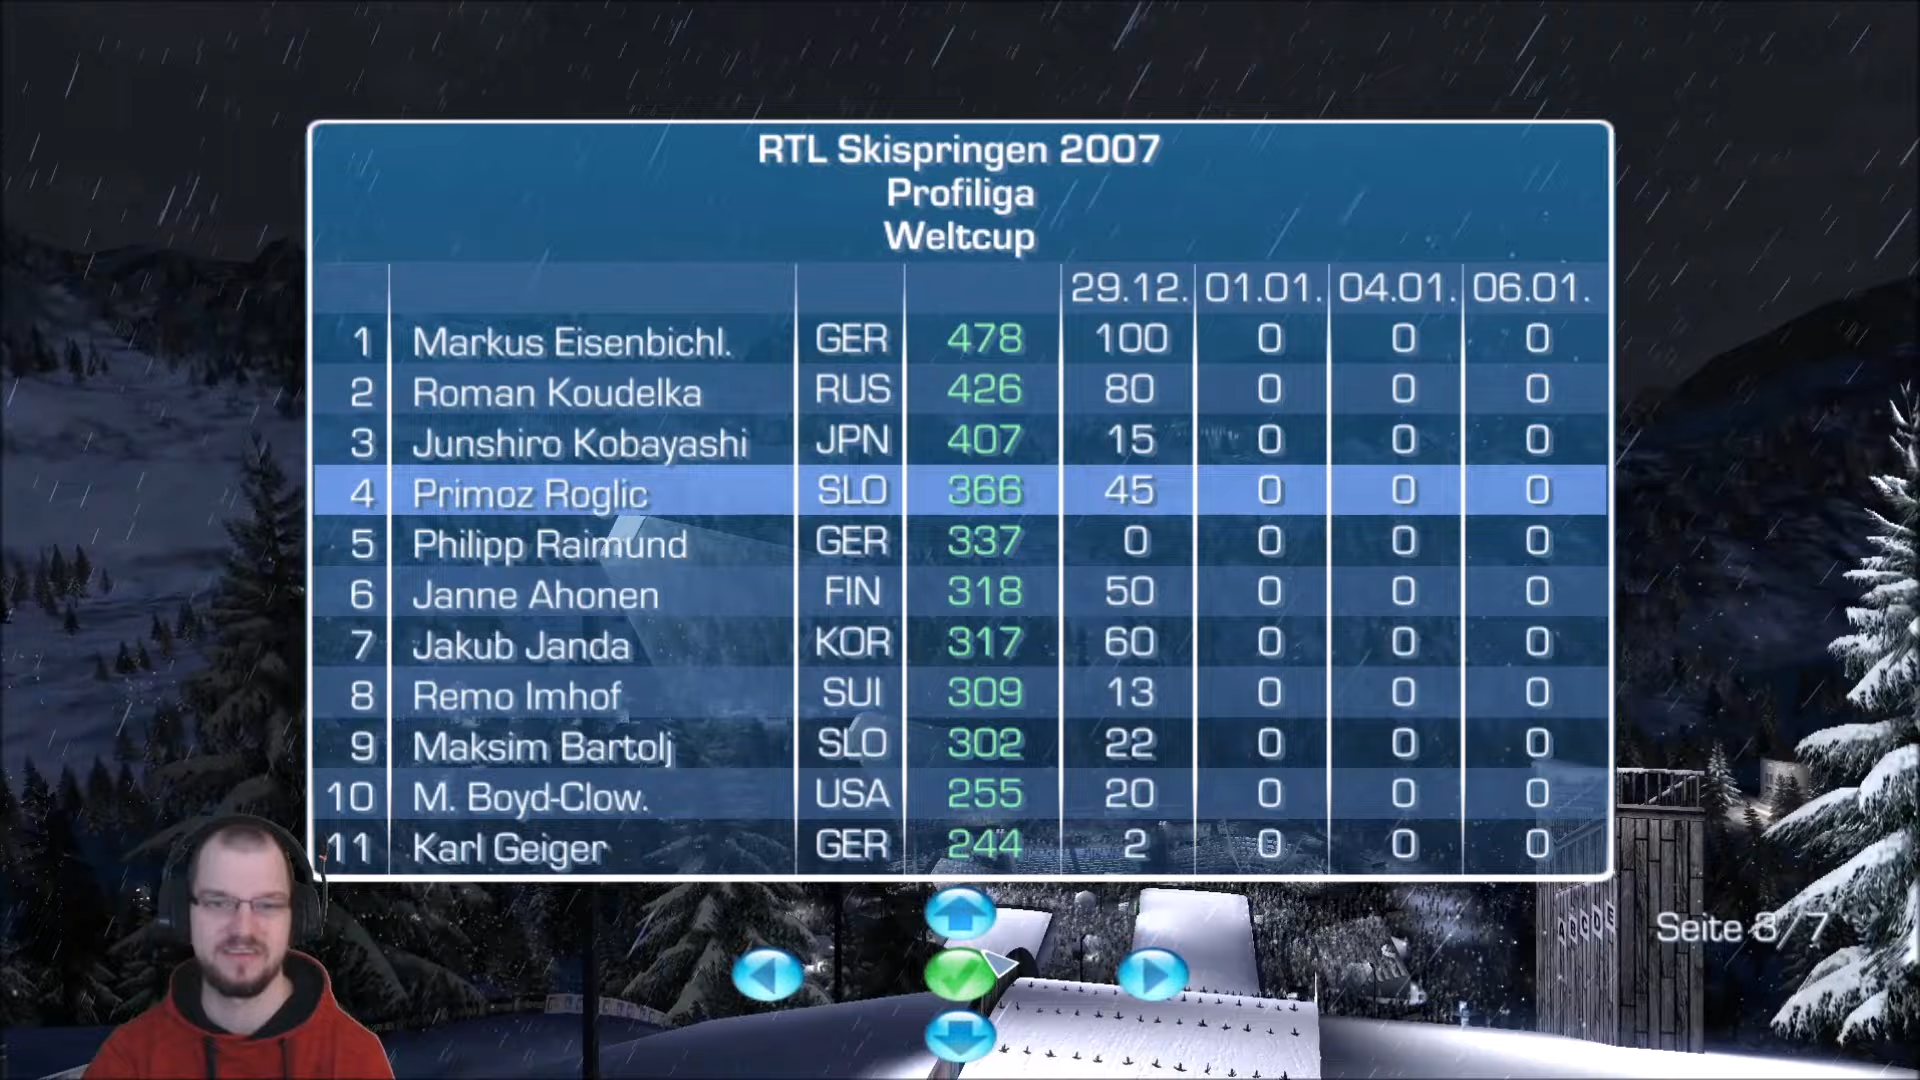 RTL Skispringen 2007
Profiliga
Weltcup
29.12. 01.01. 04.01. 06.01.
1 Markus Eisenbichl. GER 478 100 0 0 0
2 Roman Koudelka RUS 426 80 0 0 0
3 Junshiro Kobayashi JPN 407 15 0 0 0
4 Primoz Roglic SLO 366 45 0 0 0
5 Philipp Raimund GER 337 0 0 0 0
6 Janne Ahonen FIN 318 50 0 0 0
7 Jakub Janda KOR 317 60 0 0 0
8 Remo Imhof SUI 309 13 0 0 0
9 Maksim Bartolj SLO 302 22 0 0 0
10 M. Boyd-Clow. USA 255 20 0 0 0
11 Karl Geiger GER 244 2 0 0 0
ABCDE
Seite 3/7